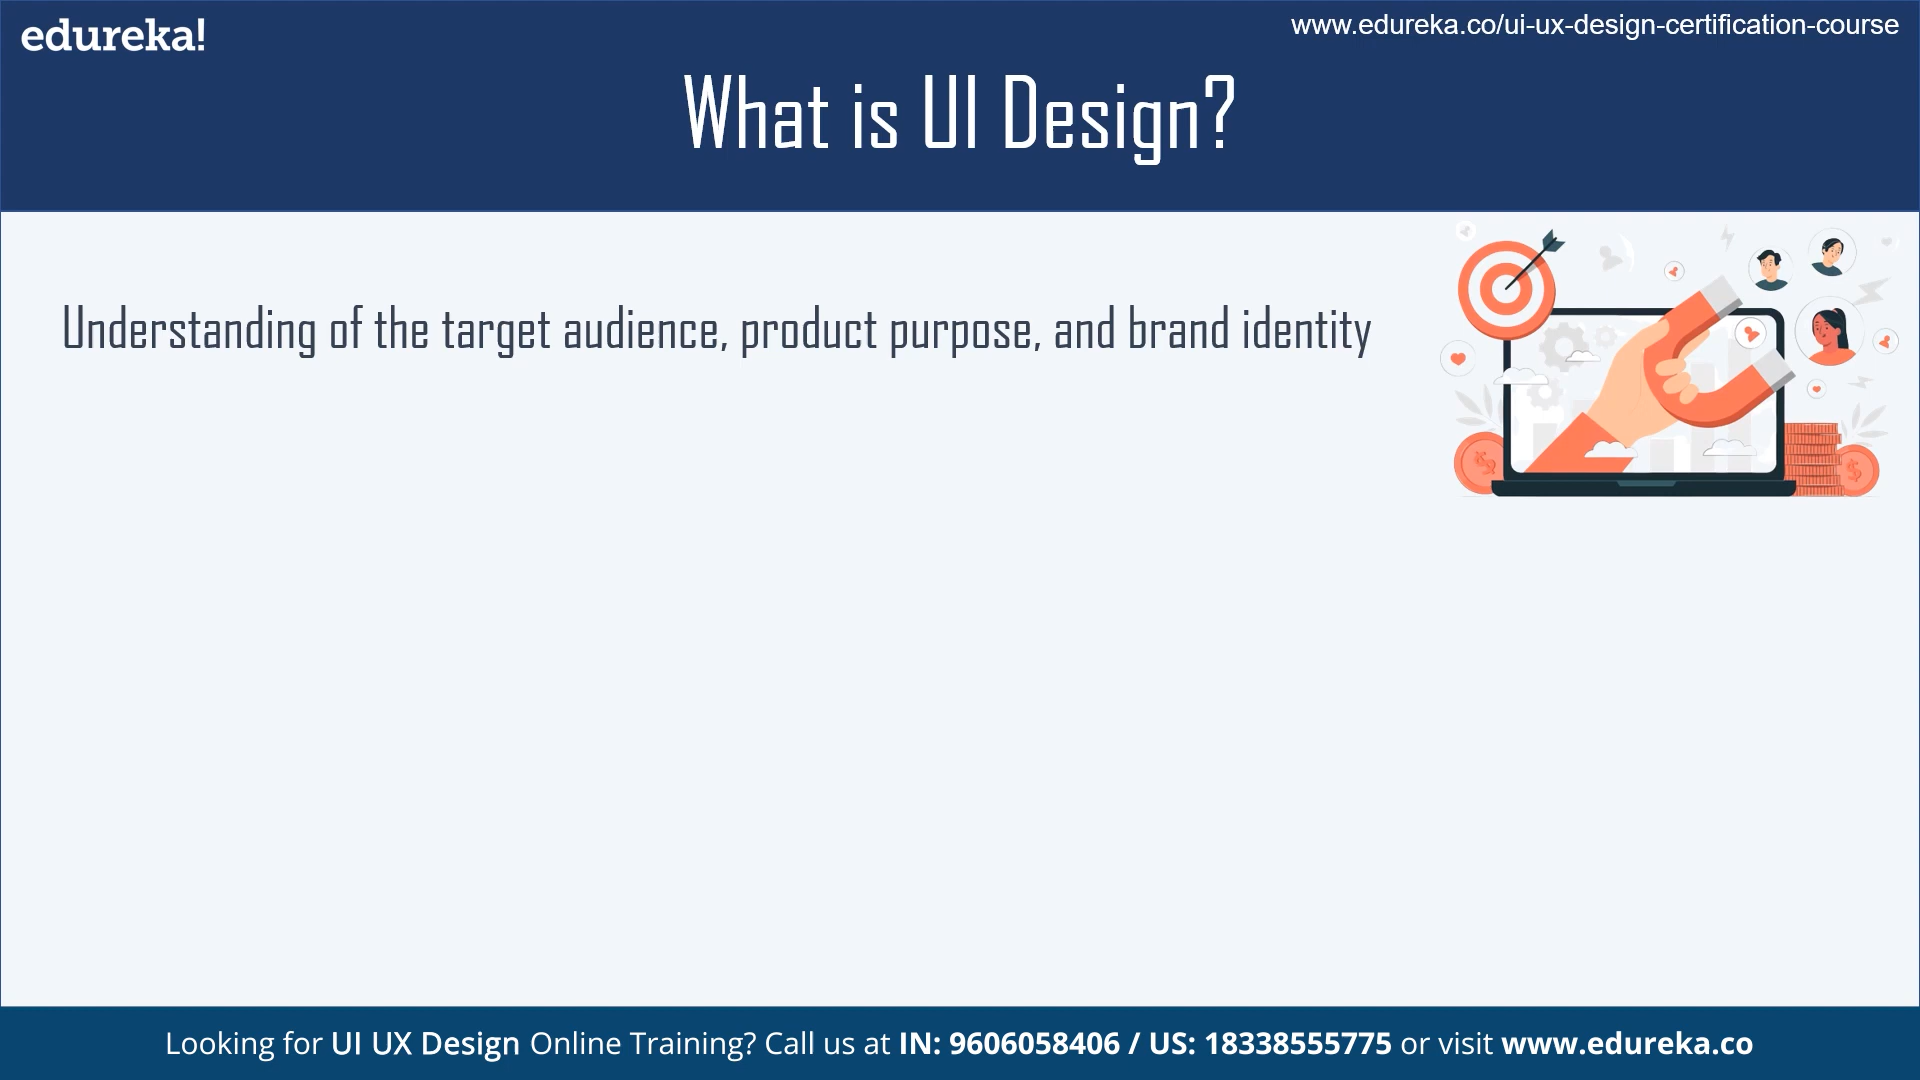 edureka!
www.edureka.co/ui-ux-design-certification-course
What is UI Design?
Understanding of the target audience, product purpose, and brand identity
Looking for UI UX Design Online Training? Call us at IN: 9606058406 / US: 18338555775 or visit www.edureka.co